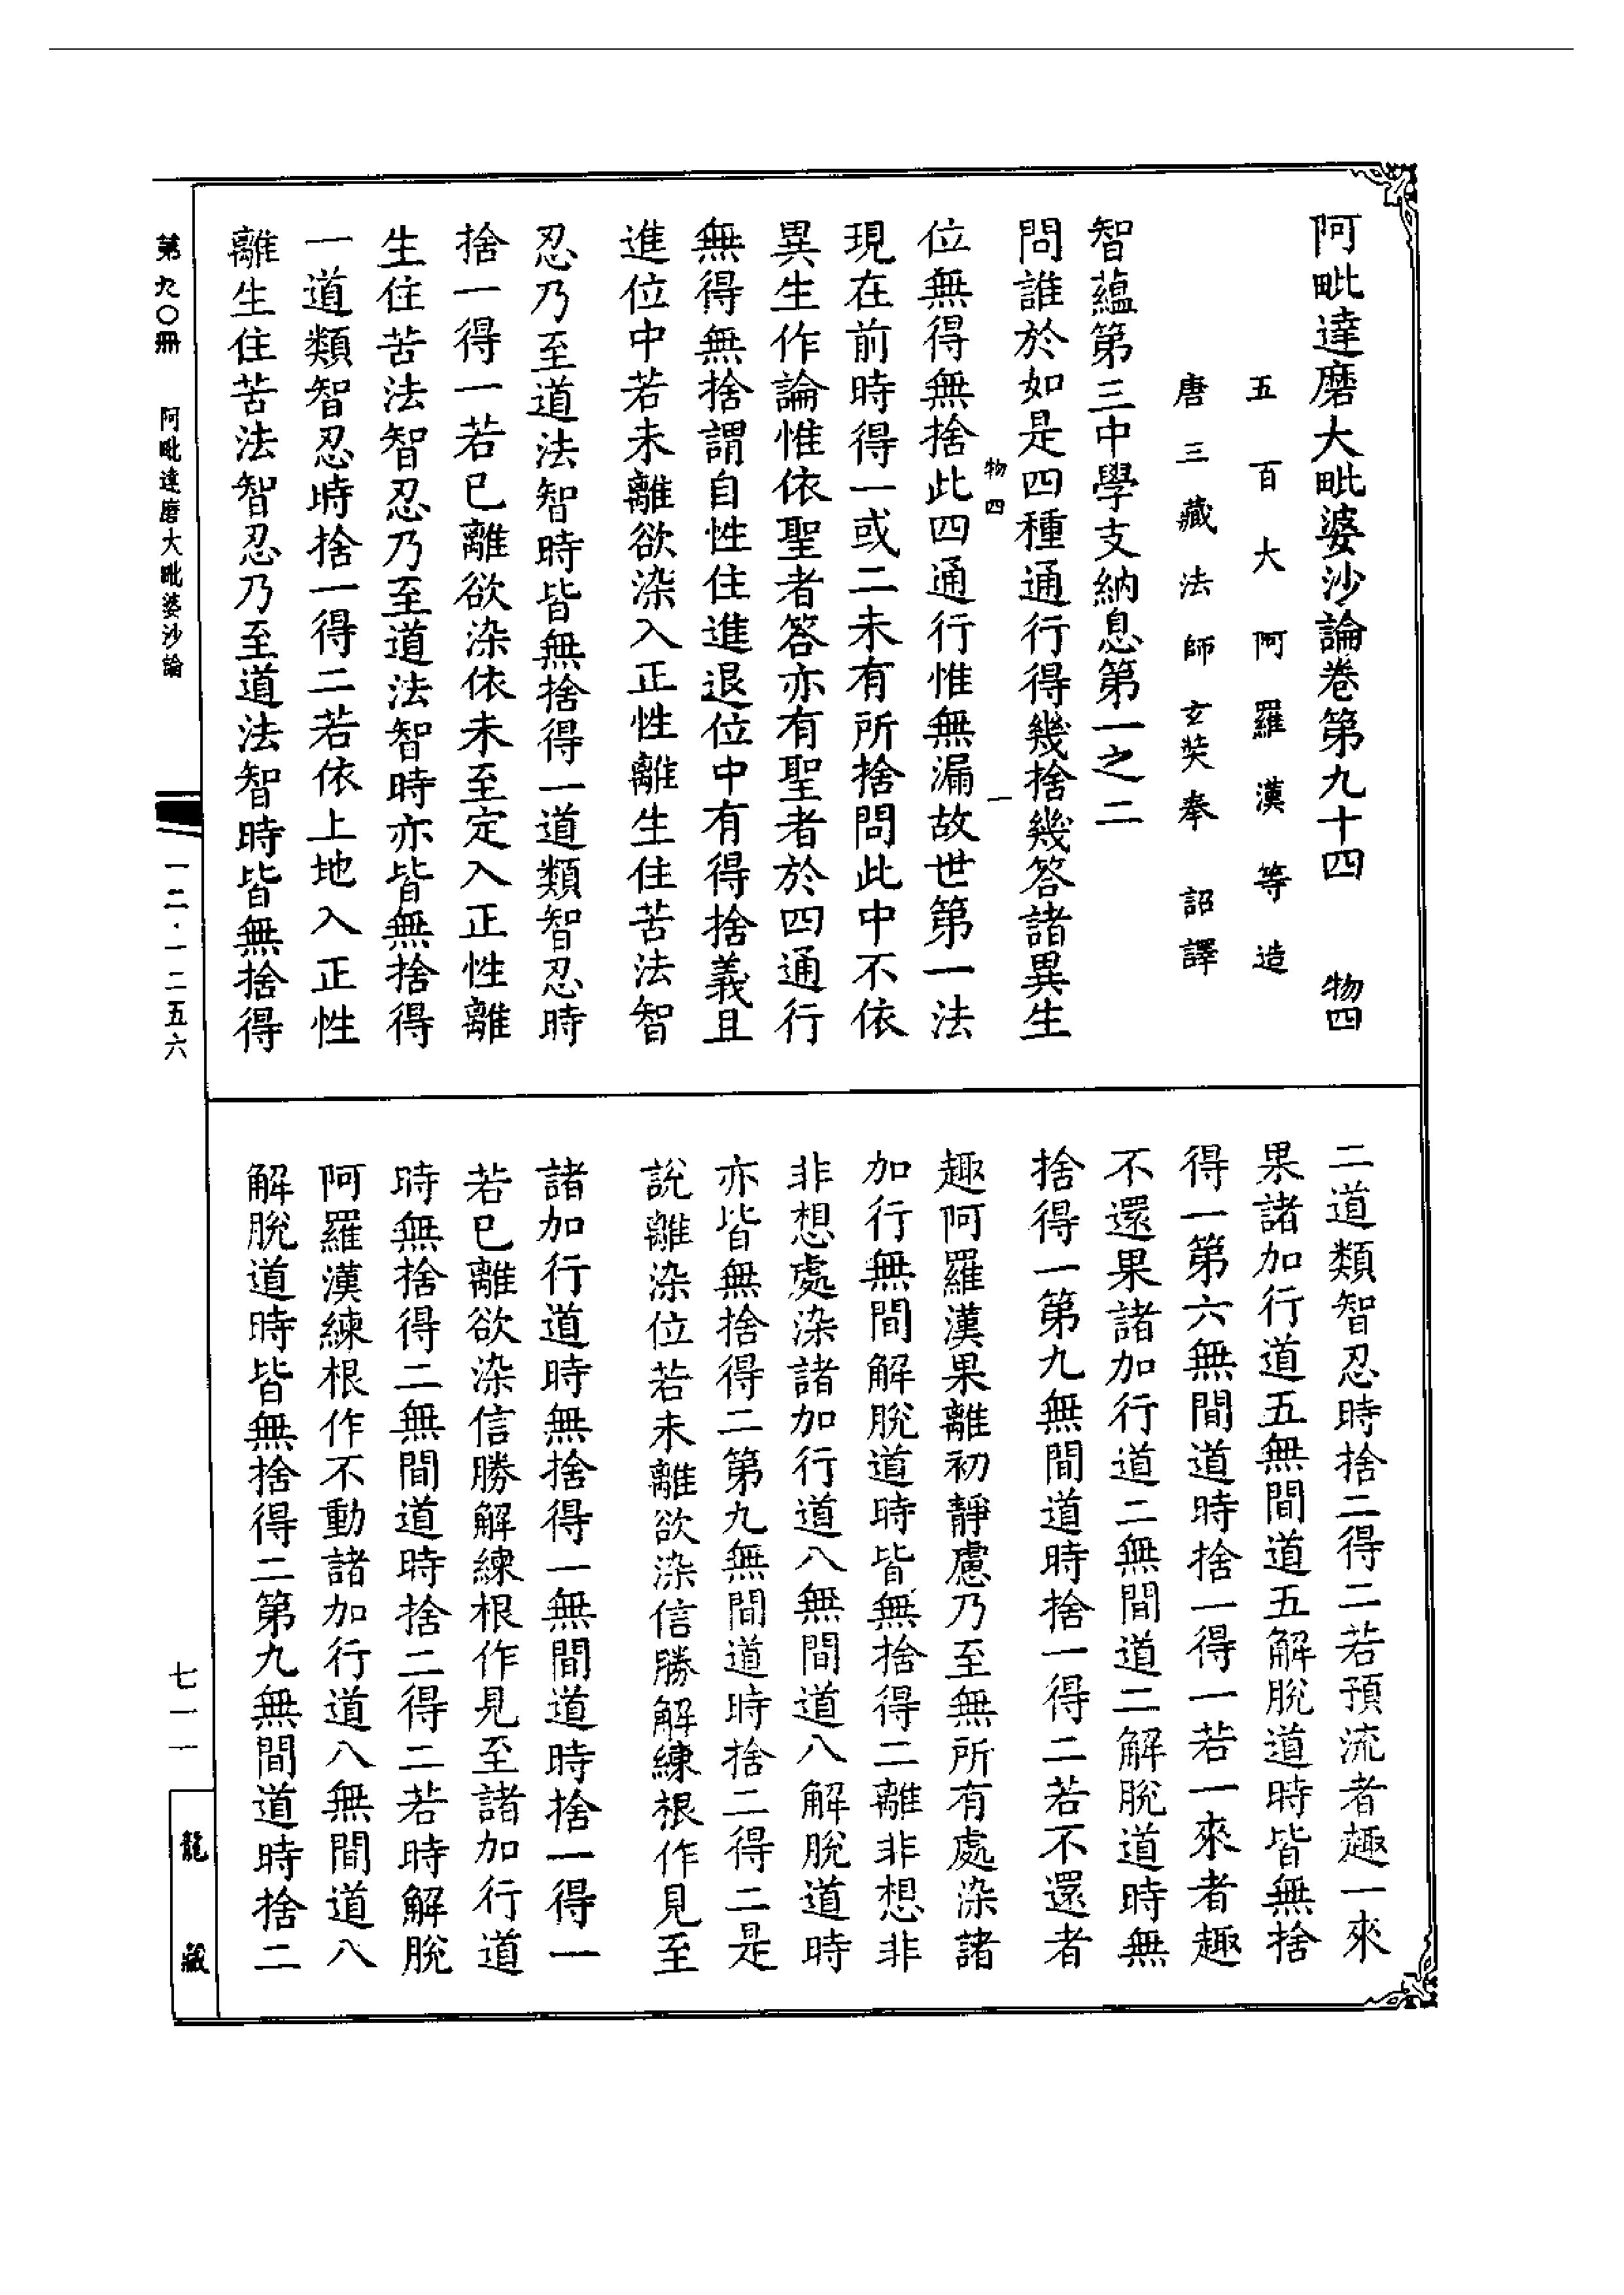 阿毗達磨大毗婆沙論卷第九十四　物四
五百大阿羅漢等造
唐三藏法師玄奘奉　詔譯
智蘊第三中學支納息第一之二
問誰於如是四種通行得幾捨幾答諸異生
物四　一
位無得無捨此四通行惟無漏故世第一法
現在前時得一或二未有所捨問此中不依
異生作論惟依聖者答亦有聖者於四通行
無得無捨謂自性住進退位中有得捨義且
進位中若未離欲染入正性離生住苦法智
忍乃至道法智時皆無捨得一道類智忍時
捨一得一若已離欲染依未至定入正性離
生住苦法智忍乃至道法智時亦皆無捨得
一道類智忍時捨一得二若依上地入正性
離生住苦法智忍乃至道法智時皆無捨得
二道類智忍時捨二得二若預流者趣一來
果諸加行道五無間道五解脫道時皆無捨
得一第六無間道時捨一得一若一來者趣
不還果諸加行道二無間道二解脫道時無
捨得一第九無間道時捨一得二若不還者
趣阿羅漢果離初靜慮乃至無所有處染諸
加行無間解脫道時皆無捨得二離非想非
非想處染諸加行道八無間道八解脫道時
亦皆無捨得二第九無間道時捨二得二是
說離染位若未離欲染信勝解練根作見至
諸加行道時無捨得一無間道時捨一得一
若已離欲染信勝解練根作見至諸加行道
時無捨得二無間道時捨二得二若時解脫
阿羅漢練根作不動諸加行道八無間道八
解脫道時皆無捨得二第九無間道時捨二
第九〇冊　阿毗達磨大毗婆沙論
一二·一二五六
七一一
龍藏